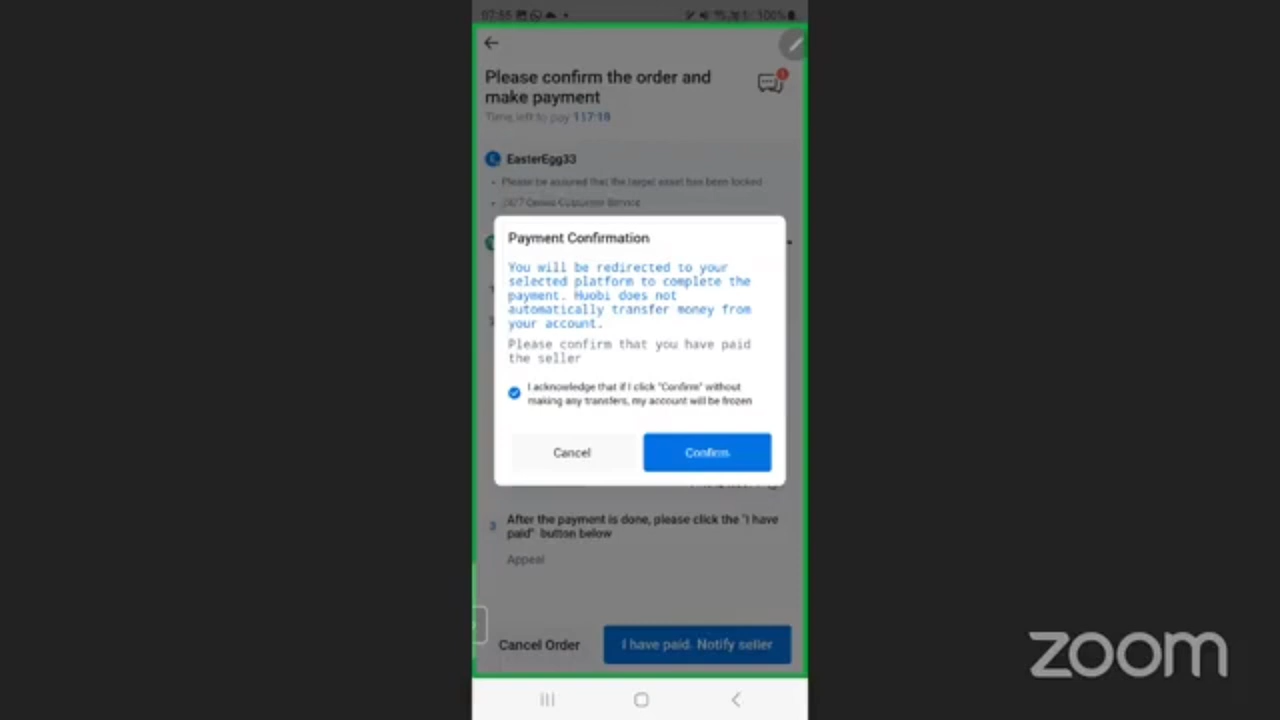 07:55
100%
Please confirm the order and
make payment
Time left to pay 117:18
EasterEgg33
Please be assured that the target asset has been locked
24/7 Online Customer Service
Payment Confirmation
You will be redirected to your
selected platform to complete the
payment. Huobi does not
automatically transfer money from
your account.
Please confirm that you have paid
the seller
I acknowledge that if I click "Confirm" without
making any transfers, my account will be frozen
Cancel
Confirm
3
After the payment is done, please click the "I have
paid" button below
Appeal
Cancel Order
I have paid. Notify seller
zoom